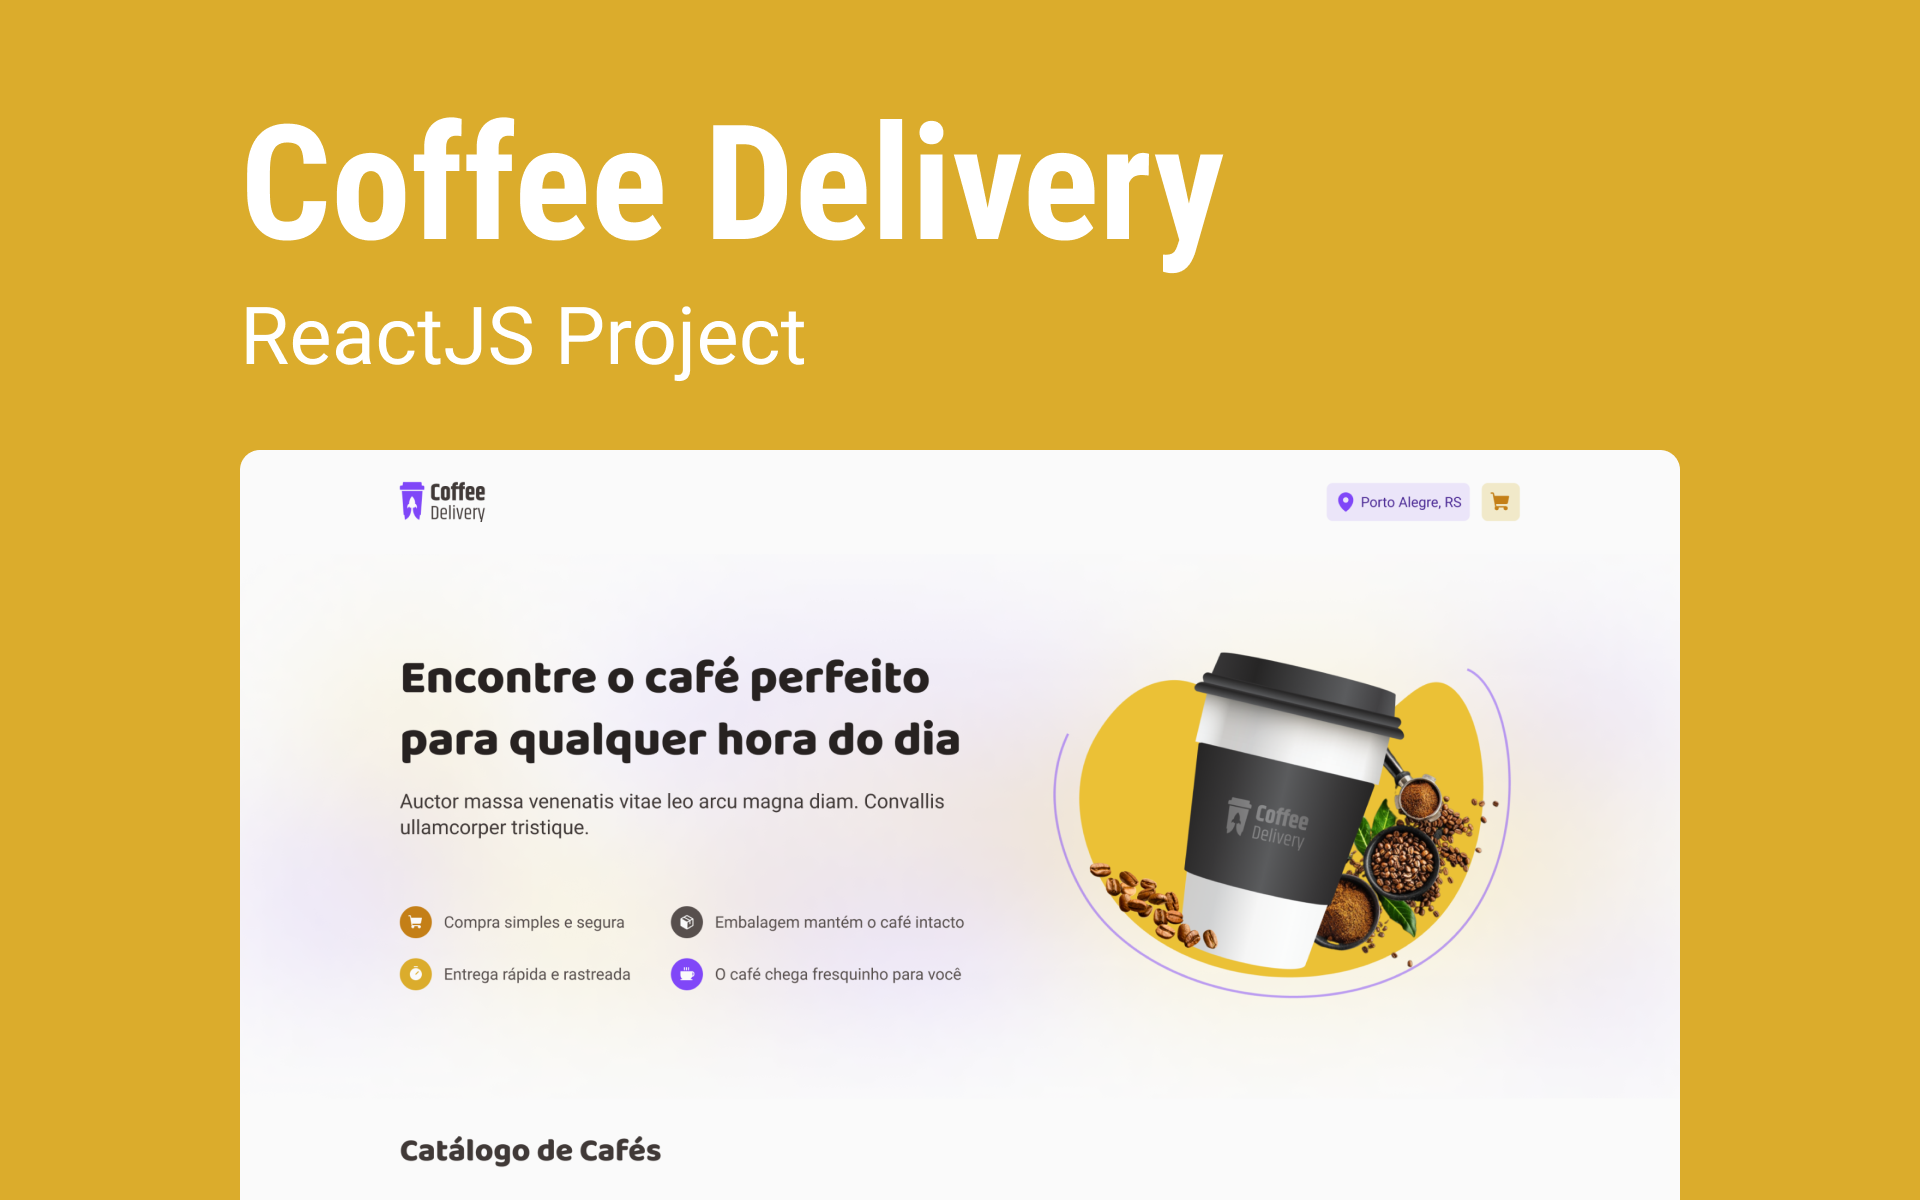 Coffee Delivery
ReactJS Project
Coffee
Delivery
Porto Alegre, RS
Encontre o café perfeito
para qualquer hora do dia
Auctor massa venenatis vitae leo arcu magna diam. Convallis
ullamcorper tristique.
Compra simples e segura
Embalagem mantém o café intacto
Entrega rápida e rastreada
O café chega fresquinho para você
Coffee
Delivery
Catálogo de Cafés